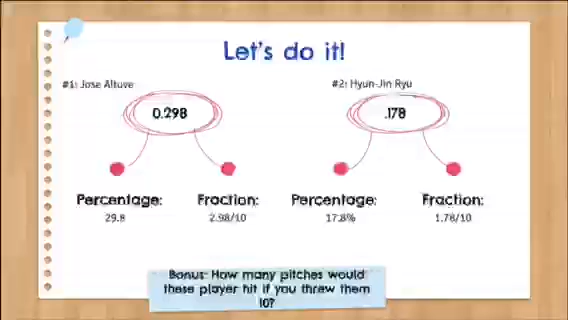 Let's do it!
#1: Jose Altuve
#2: Hyun-Jin Ryu
0.298
.178
Percentage:
Fraction:
Percentage:
Fraction:
29.8
2.98/10
17.8%
1.78/10
Bonus: How many pitches would
these player hit if you threw them
10?